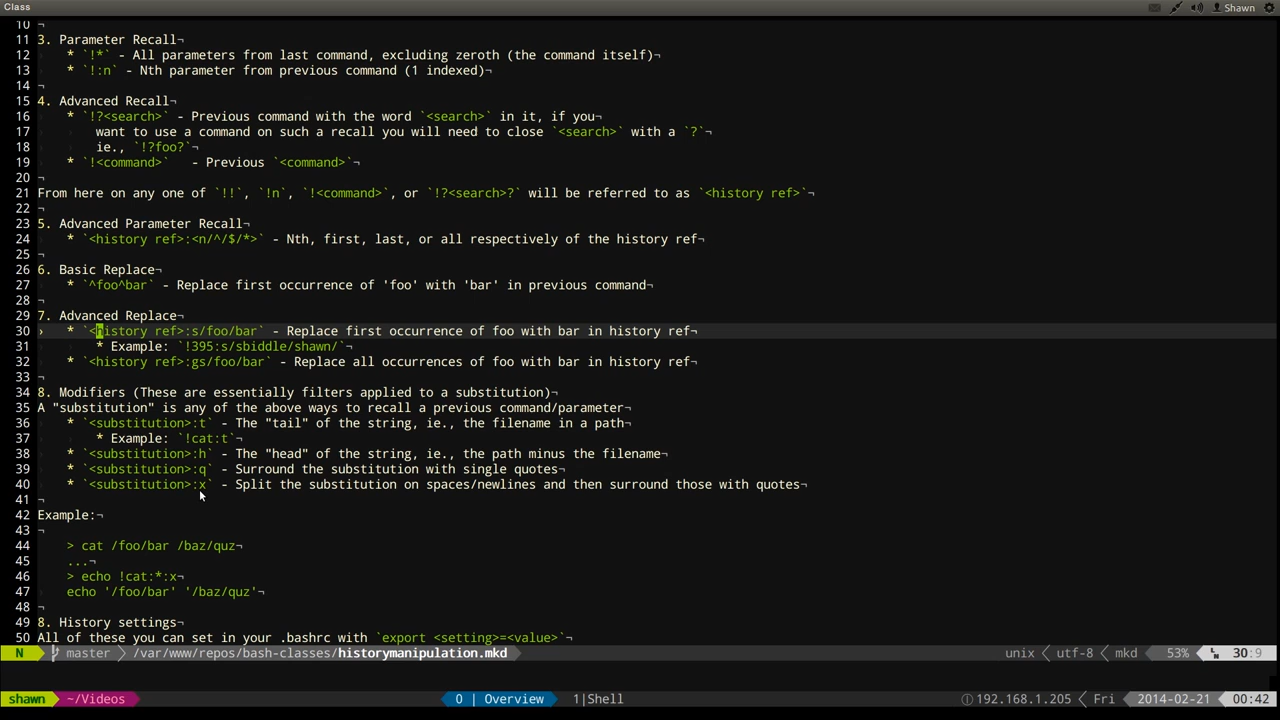 Class
Shawn
10 ¬
11 3. Parameter Recall¬
12 * `!*` - All parameters from last command, excluding zeroth (the command itself)¬
13 * `!:n` - Nth parameter from previous command (1 indexed)¬
14 ¬
15 4. Advanced Recall¬
16 * `!?<search>` - Previous command with the word `<search>` in it, if you¬
17 want to use a command on such a recall you will need to close `<search>` with a `?`¬
18 ie., `!?foo?`¬
19 * `!<command>` - Previous `<command>`¬
20 ¬
21 From here on any one of `!!`, `!n`, `!<command>`, or `!?<search>?` will be referred to as `<history ref>`¬
22 ¬
23 5. Advanced Parameter Recall¬
24 * `<history ref>:<n/^/$/*>` - Nth, first, last, or all respectively of the history ref¬
25 ¬
26 6. Basic Replace¬
27 * `^foo^bar` - Replace first occurrence of 'foo' with 'bar' in previous command¬
28 ¬
29 7. Advanced Replace¬
30 › * `<history ref>:s/foo/bar` - Replace first occurrence of foo with bar in history ref¬
31 * Example: `!395:s/sbiddle/shawn/`¬
32 * `<history ref>:gs/foo/bar` - Replace all occurrences of foo with bar in history ref¬
33 ¬
34 8. Modifiers (These are essentially filters applied to a substitution)¬
35 A "substitution" is any of the above ways to recall a previous command/parameter¬
36 * `<substitution>:t` - The "tail" of the string, ie., the filename in a path¬
37 * Example: `!cat:t`¬
38 * `<substitution>:h` - The "head" of the string, ie., the path minus the filename¬
39 * `<substitution>:q` - Surround the substitution with single quotes¬
40 * `<substitution>:x` - Split the substitution on spaces/newlines and then surround those with quotes¬
41 ¬
42 Example:¬
43 ¬
44 > cat /foo/bar /baz/quz¬
45 ...¬
46 > echo !cat:*:x¬
47 echo '/foo/bar' '/baz/quz'¬
48 ¬
49 8. History settings¬
50 All of these you can set in your .bashrc with `export <setting>=<value>`¬
N master /var/www/repos/bash-classes/historymanipulation.mkd unix utf-8 mkd 53% LN 30:9
shawn ~/Videos 0 | Overview 1|Shell 192.168.1.205 Fri 2014-02-21 00:42